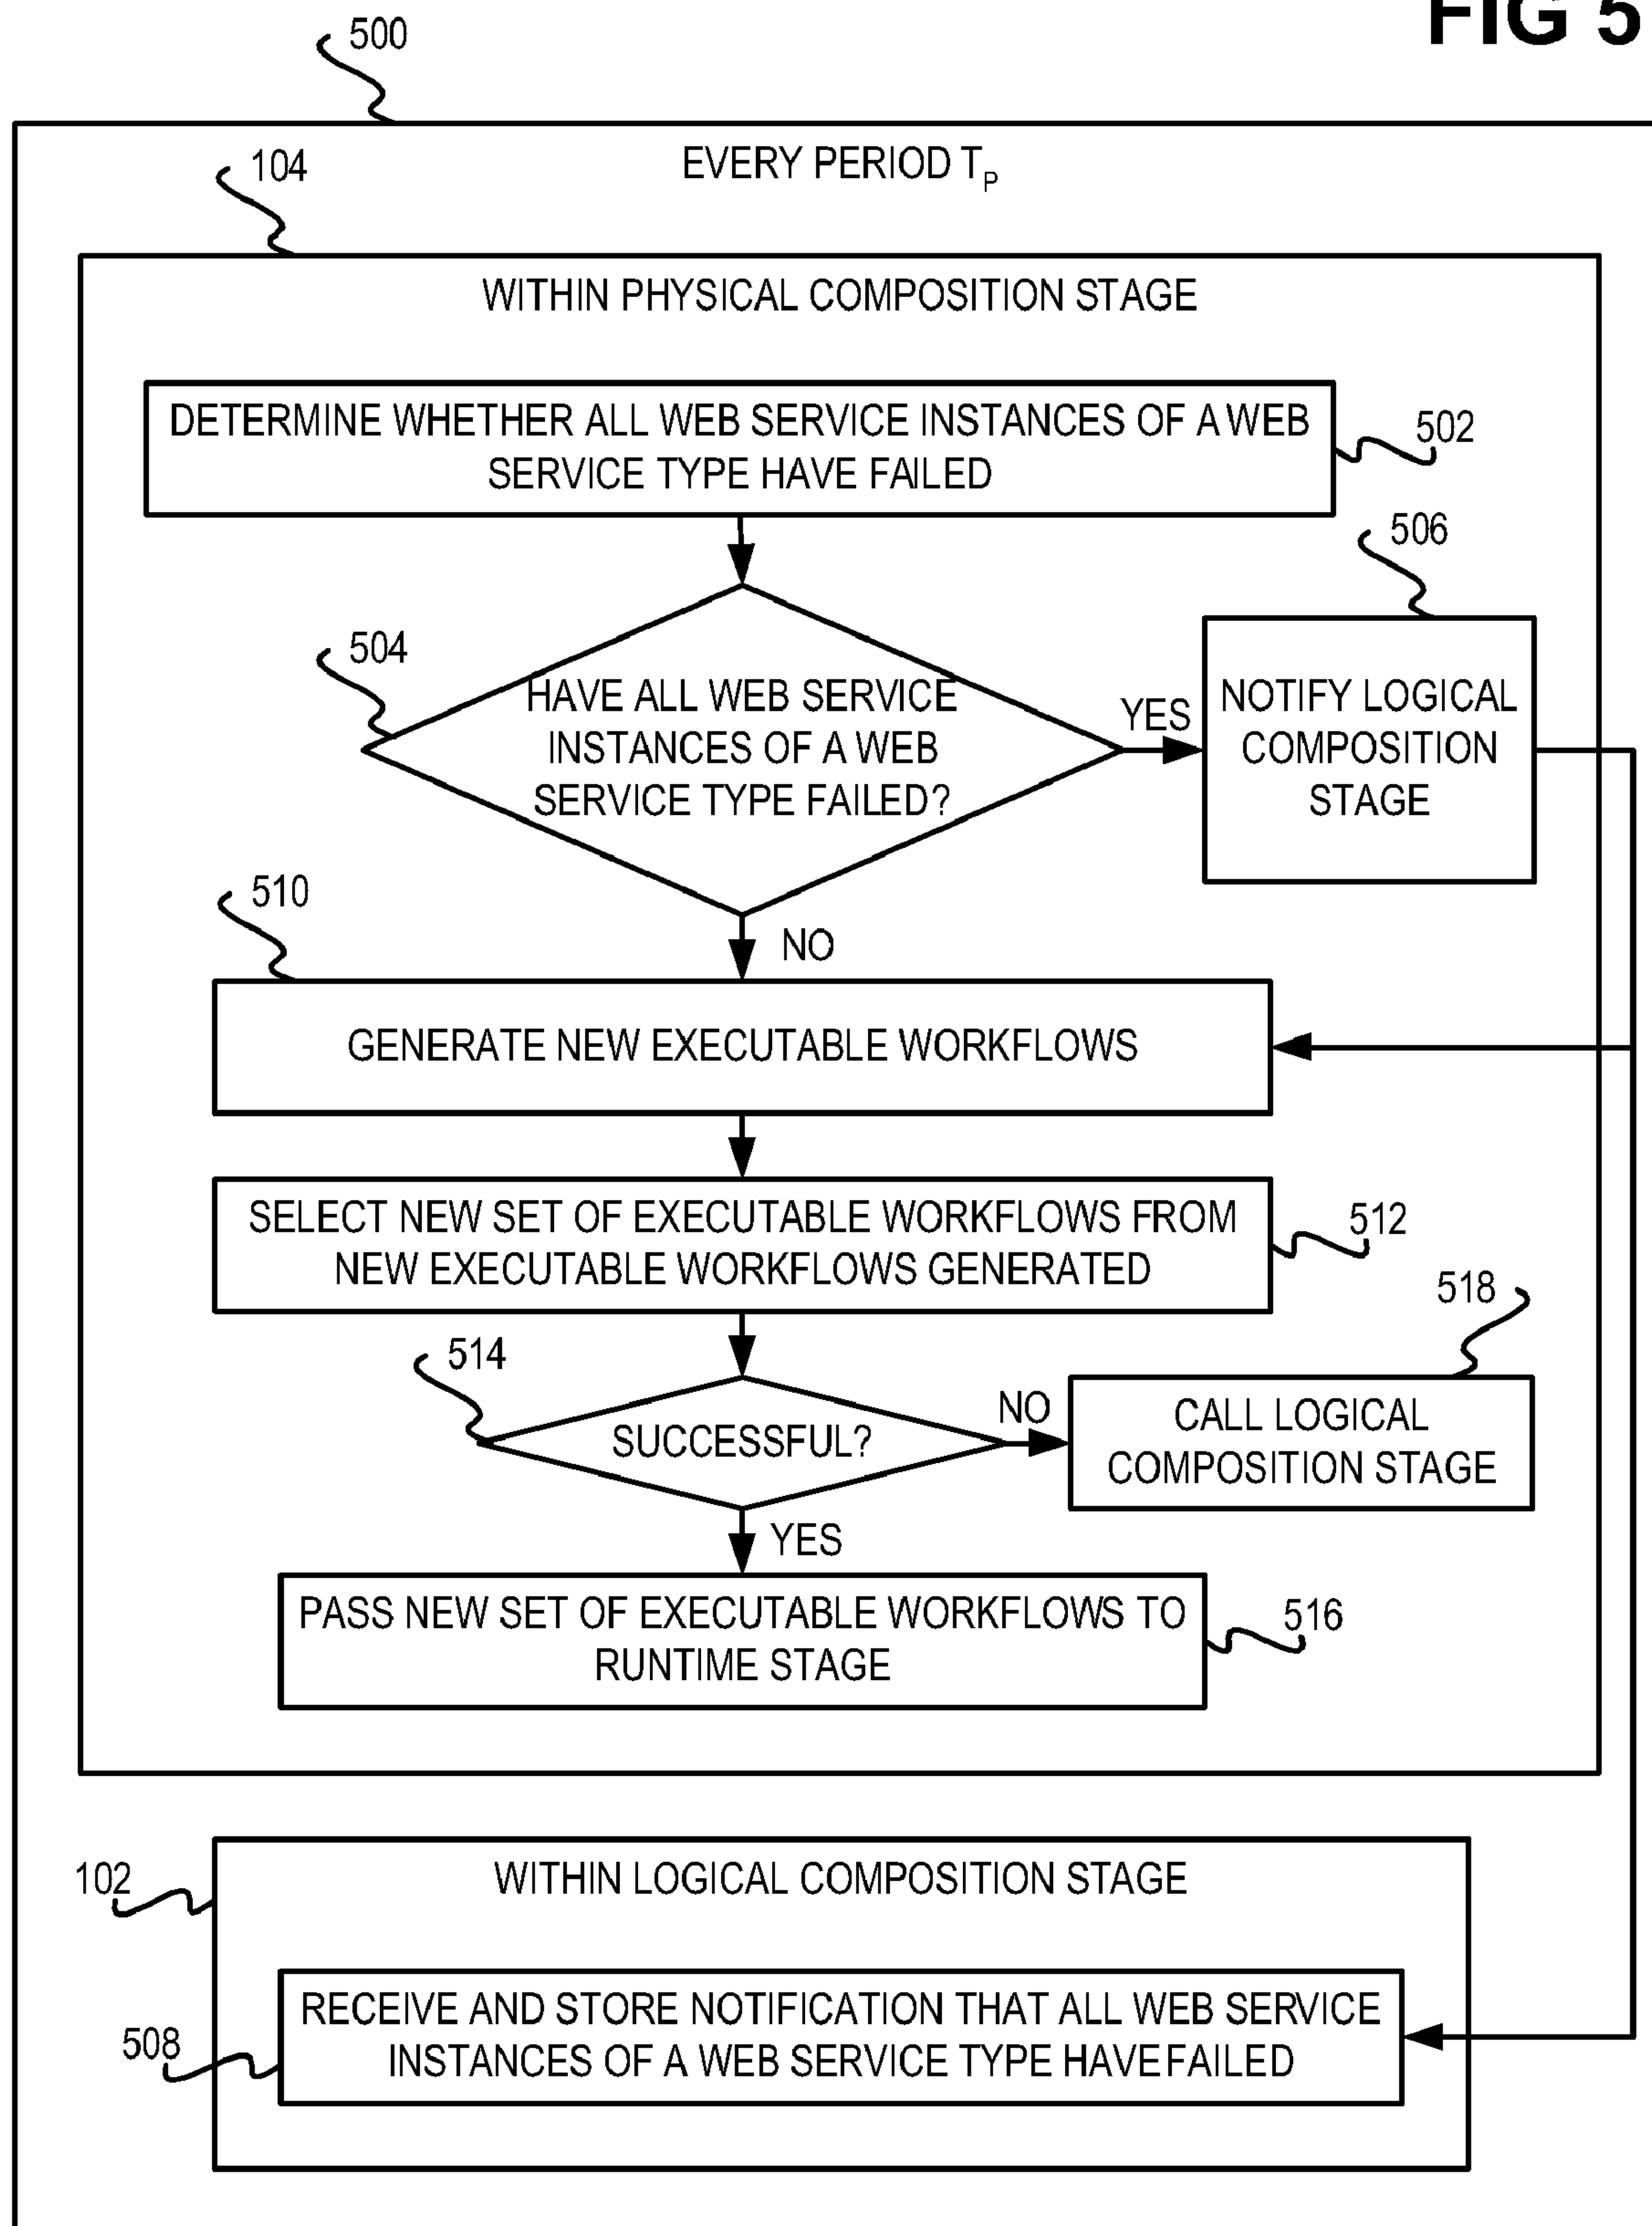 FIG 5
500
104
EVERY PERIOD TP
WITHIN PHYSICAL COMPOSITION STAGE
DETERMINE WHETHER ALL WEB SERVICE INSTANCES OF A WEB
SERVICE TYPE HAVE FAILED
502
506
504
HAVE ALL WEB SERVICE
INSTANCES OF A WEB
SERVICE TYPE FAILED?
YES
NOTIFY LOGICAL
COMPOSITION
STAGE
510
NO
GENERATE NEW EXECUTABLE WORKFLOWS
SELECT NEW SET OF EXECUTABLE WORKFLOWS FROM
NEW EXECUTABLE WORKFLOWS GENERATED
512
518
514
SUCCESSFUL?
NO
CALL LOGICAL
COMPOSITION STAGE
YES
PASS NEW SET OF EXECUTABLE WORKFLOWS TO
RUNTIME STAGE
516
102
WITHIN LOGICAL COMPOSITION STAGE
RECEIVE AND STORE NOTIFICATION THAT ALL WEB SERVICE
INSTANCES OF A WEB SERVICE TYPE HAVE FAILED
508